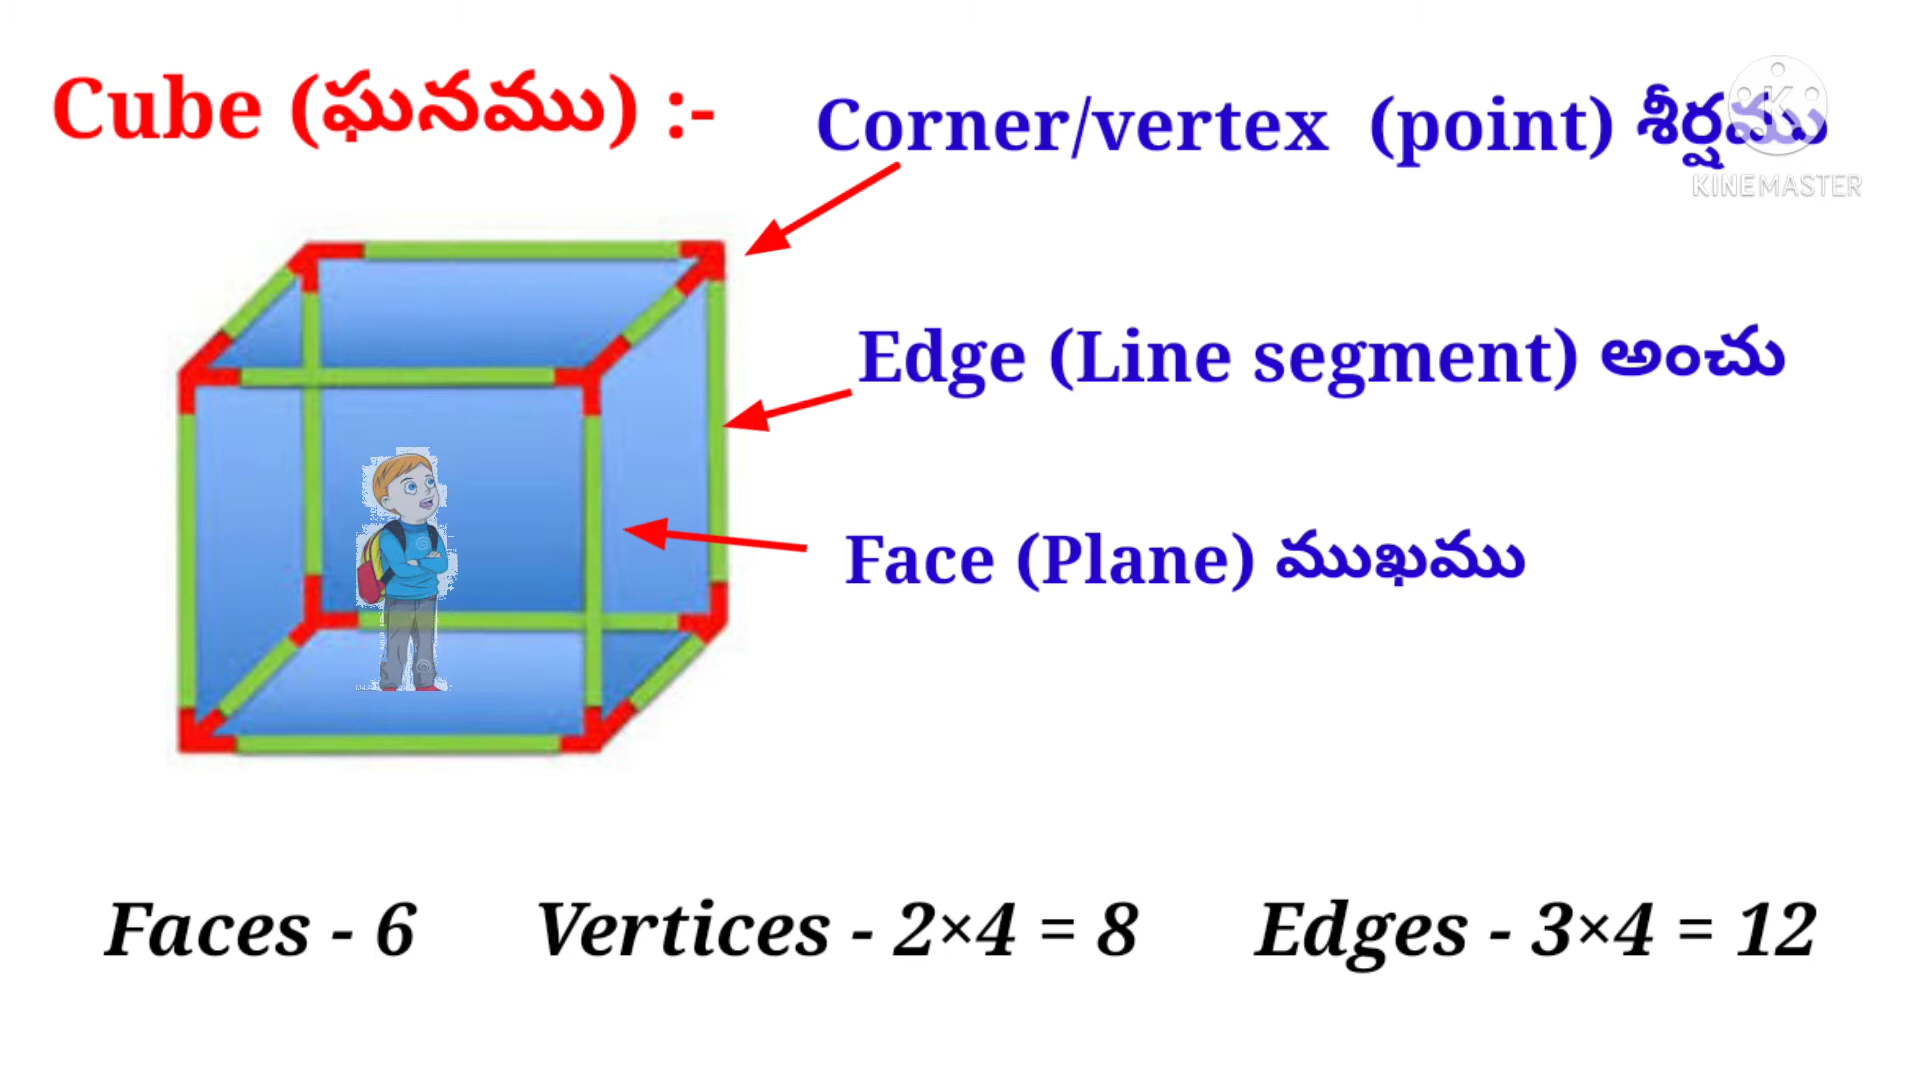 Cube (ఘనము) :-
Corner/vertex (point) శీర్షము
KINEMASTER
Edge (Line segment) అంచు
Face (Plane) ముఖము
Faces - 6 Vertices - 2×4 = 8 Edges - 3×4 = 12